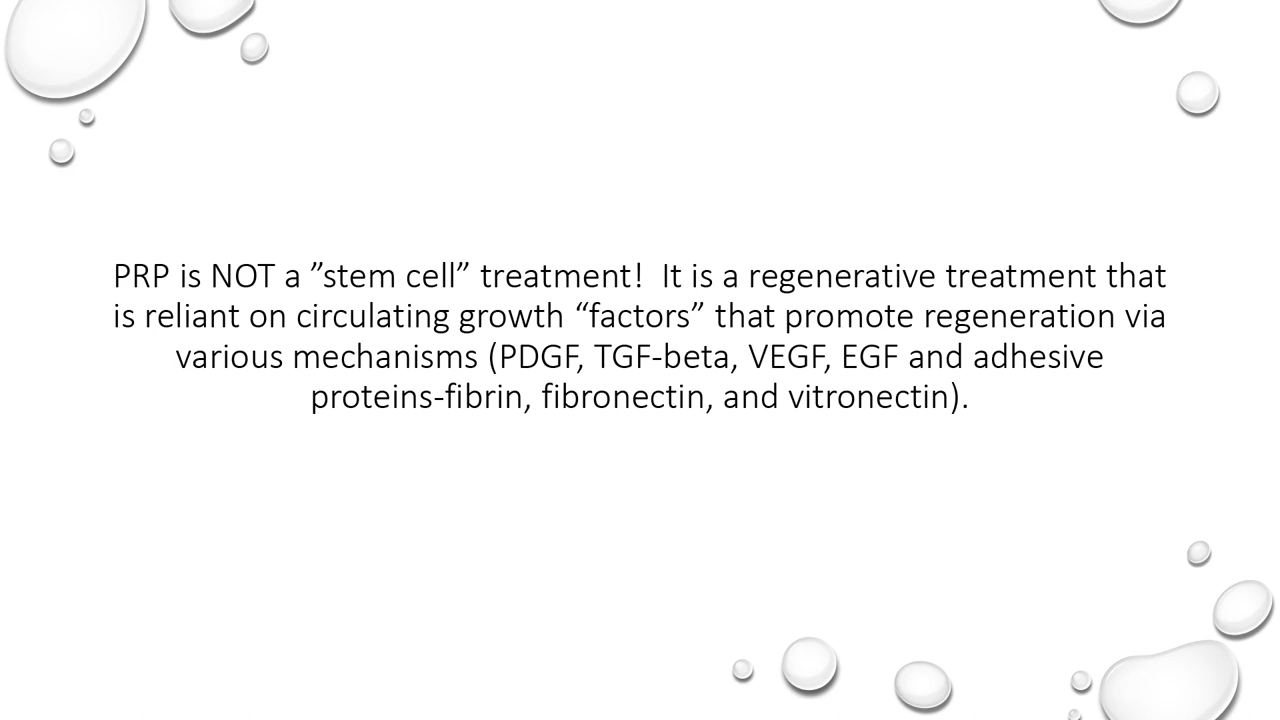 PRP is NOT a ”stem cell” treatment!  It is a regenerative treatment that
is reliant on circulating growth “factors” that promote regeneration via
various mechanisms (PDGF, TGF-beta, VEGF, EGF and adhesive
proteins-fibrin, fibronectin, and vitronectin).